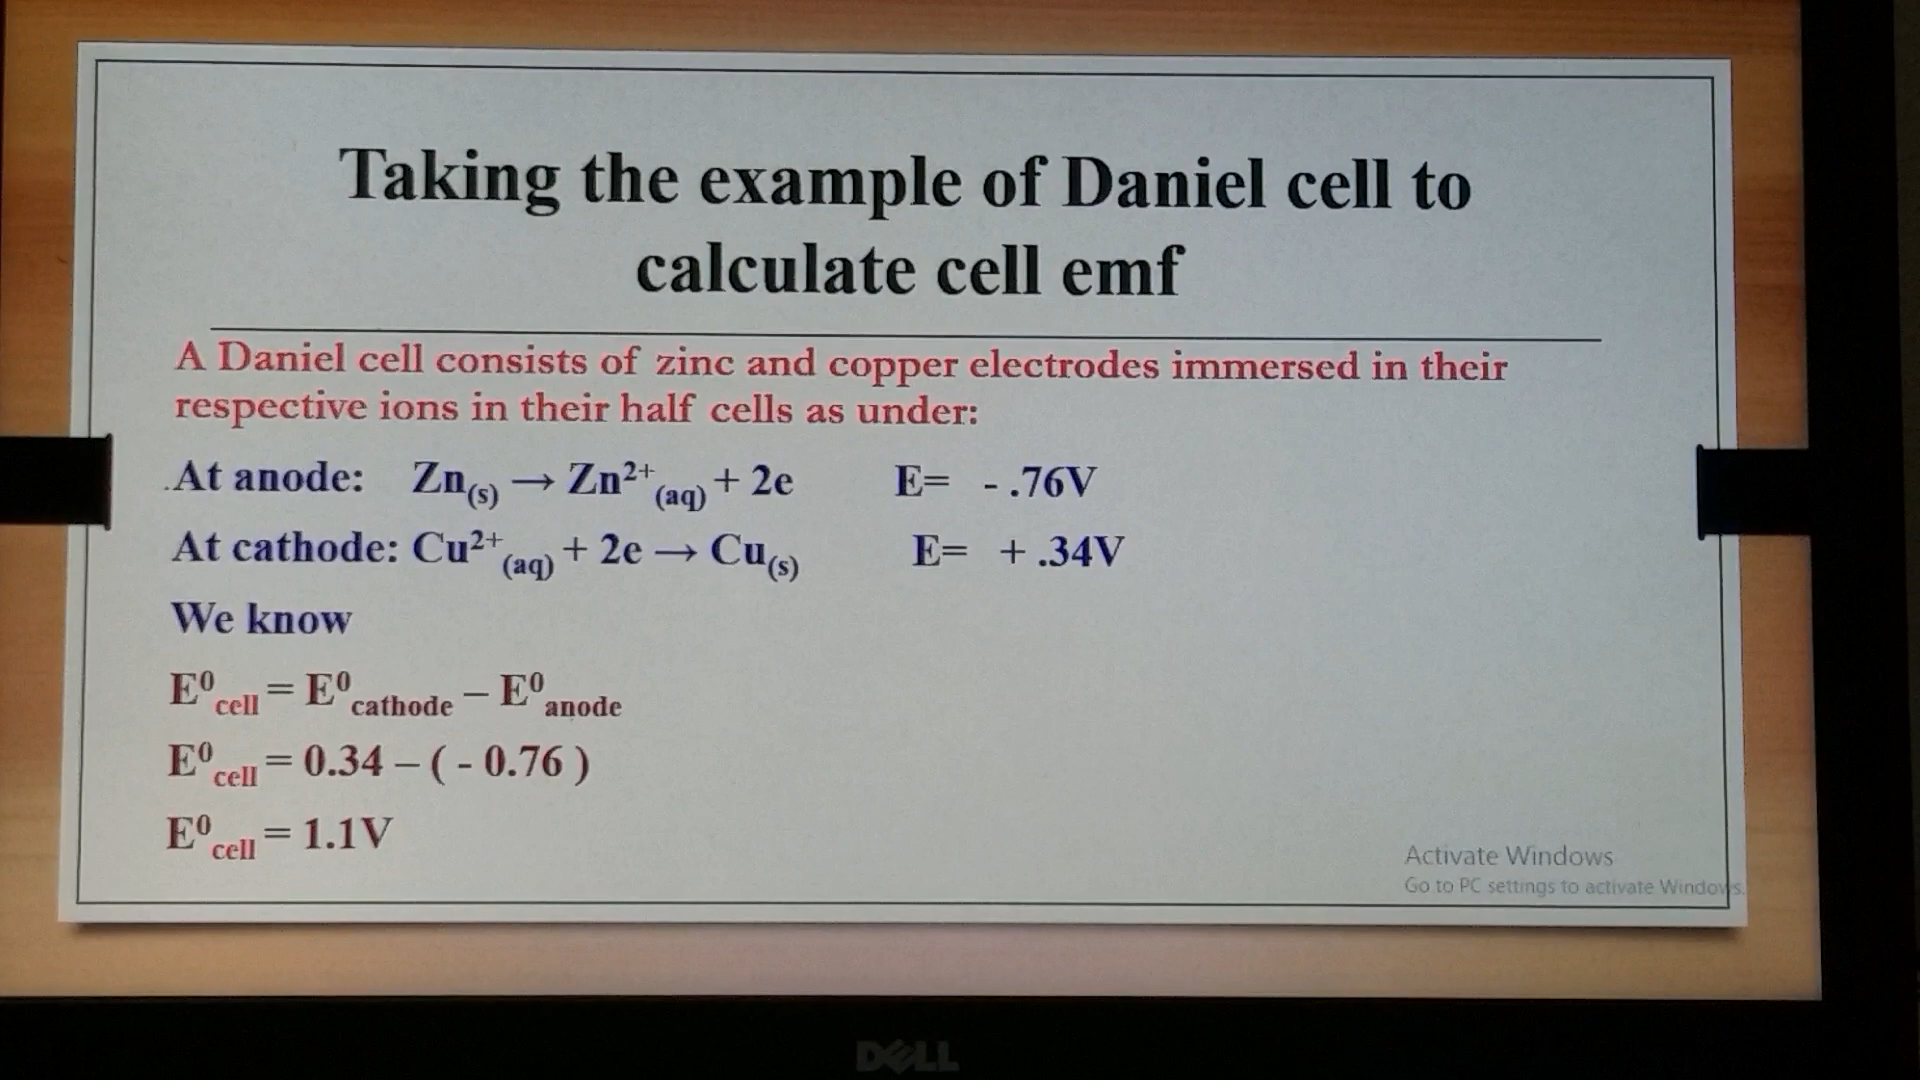 Taking the example of Daniel cell to
calculate cell emf
A Daniel cell consists of zinc and copper electrodes immersed in their
respective ions in their half cells as under:
.At anode: Zn(s) → Zn²⁺(aq) + 2e E= - .76V
At cathode: Cu²⁺(aq) + 2e → Cu(s) E= + .34V
We know
E⁰cell = E⁰cathode – E⁰anode
E⁰cell = 0.34 – ( - 0.76 )
E⁰cell = 1.1V
Activate Windows
Go to PC settings to activate Windows.
DELL